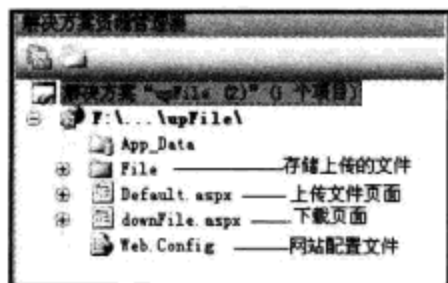 解决方案资源管理器
解决方案 "upFile (2)" (1 个项目)
F:\...\upFile\
App_Data
File 存储上传的文件
Default.aspx 上传文件页面
downFile.aspx 下载页面
Web.Config 网站配置文件